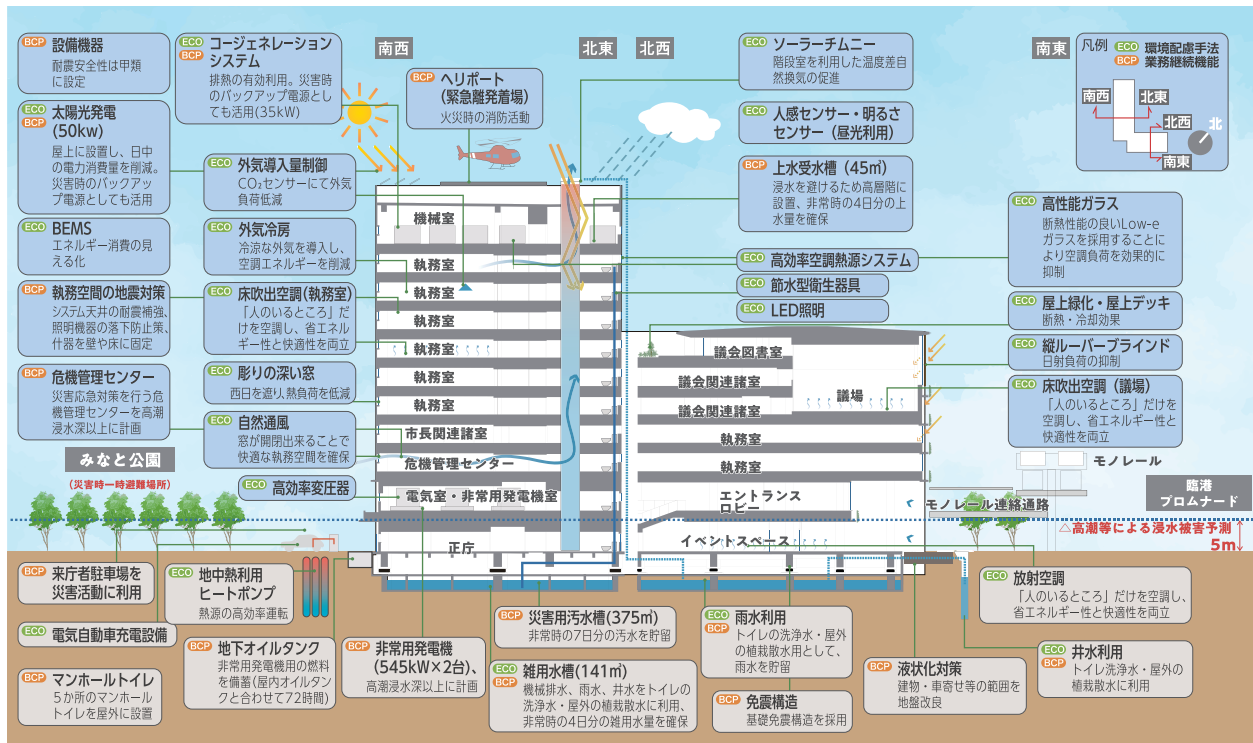 BCP 設備機器
耐震安全性は甲類
に設定
ECO BCP 太陽光発電
(50kw)
屋上に設置し、日中
の電力消費量を削減。
災害時のバックアッ
プ電源としても活用
ECO BEMS
エネルギー消費の見
える化
BCP 執務空間の地震対策
システム天井の耐震補強、
照明機器の落下防止策、
什器を壁や床に固定
BCP 危機管理センター
災害応急対策を行う危
機管理センターを高潮
浸水深以上に計画
みなと公園
(災害時一時避難場所)
ECO BCP コージェネレーション
システム
排熱の有効利用。災害時
のバックアップ電源とし
ても活用(35kW)
ECO 外気導入量制御
CO₂センサーにて外気
負荷低減
ECO 外気冷房
冷涼な外気を導入し、
空調エネルギーを削減
ECO 床吹出空調(執務室)
「人のいるところ」だ
けを空調し、省エネル
ギー性と快適性を両立
ECO 彫りの深い窓
西日を遮り、熱負荷を低減
ECO 自然通風
窓が開閉出来ることで
快適な執務空間を確保
ECO 高効率変圧器
南西
北東
北西
南東
BCP ヘリポート
(緊急離発着場)
火災時の消防活動
機械室
執務室
執務室
執務室
執務室
執務室
執務室
市長関連諸室
危機管理センター
電気室・非常用発電機室
正庁
ECO ソーラーチムニー
階段室を利用した温度差自
然換気の促進
ECO 人感センサー・明るさ
センサー（昼光利用）
BCP 上水受水槽（45㎥）
浸水を避けるため高層階に
設置、非常時の4日分の上
水量を確保
ECO 高効率空調熱源システム
ECO 節水型衛生器具
ECO LED照明
議会図書室
議会関連諸室
議会関連諸室
議場
執務室
執務室
エントランス
ロビー
イベントスペース
凡例 ECO 環境配慮手法
BCP 業務継続機能
南西
北東
北西
南東
北
ECO 高性能ガラス
断熱性能の良いLow-e
ガラスを採用することに
より空調負荷を効果的に
抑制
ECO 屋上緑化・屋上デッキ
断熱・冷却効果
ECO 縦ルーバーブラインド
日射負荷の抑制
ECO 床吹出空調（議場）
「人のいるところ」だけを
空調し、省エネルギー性と
快適性を両立
モノレール
モノレール連絡通路
臨港
プロムナード
△高潮等による浸水被害予測
5m
BCP 来庁者駐車場を
災害活動に利用
ECO 電気自動車充電設備
BCP マンホールトイレ
５か所のマンホール
トイレを屋外に設置
ECO 地中熱利用
ヒートポンプ
熱源の高効率運転
BCP 地下オイルタンク
非常用発電機用の燃料
を備蓄(屋内オイルタン
クと合わせて72時間)
BCP 非常用発電機
(545kW×2台)、
高潮浸水深以上に計画
BCP 災害用汚水槽(375㎥)
非常時の7日分の汚水を貯留
ECO BCP 雑用水槽(141㎥)
機械排水、雨水、井水をトイレの
洗浄水・屋外の植栽散水に利用、
非常時の4日分の雑用水量を確保
ECO BCP 雨水利用
トイレの洗浄水・屋外
の植栽散水用として、
雨水を貯留
BCP 免震構造
基礎免震構造を採用
BCP 液状化対策
建物・車寄せ等の範囲を
地盤改良
ECO 放射空調
「人のいるところ」だけを空調し、
省エネルギー性と快適性を両立
ECO BCP 井水利用
トイレ洗浄水・屋外の
植栽散水に利用